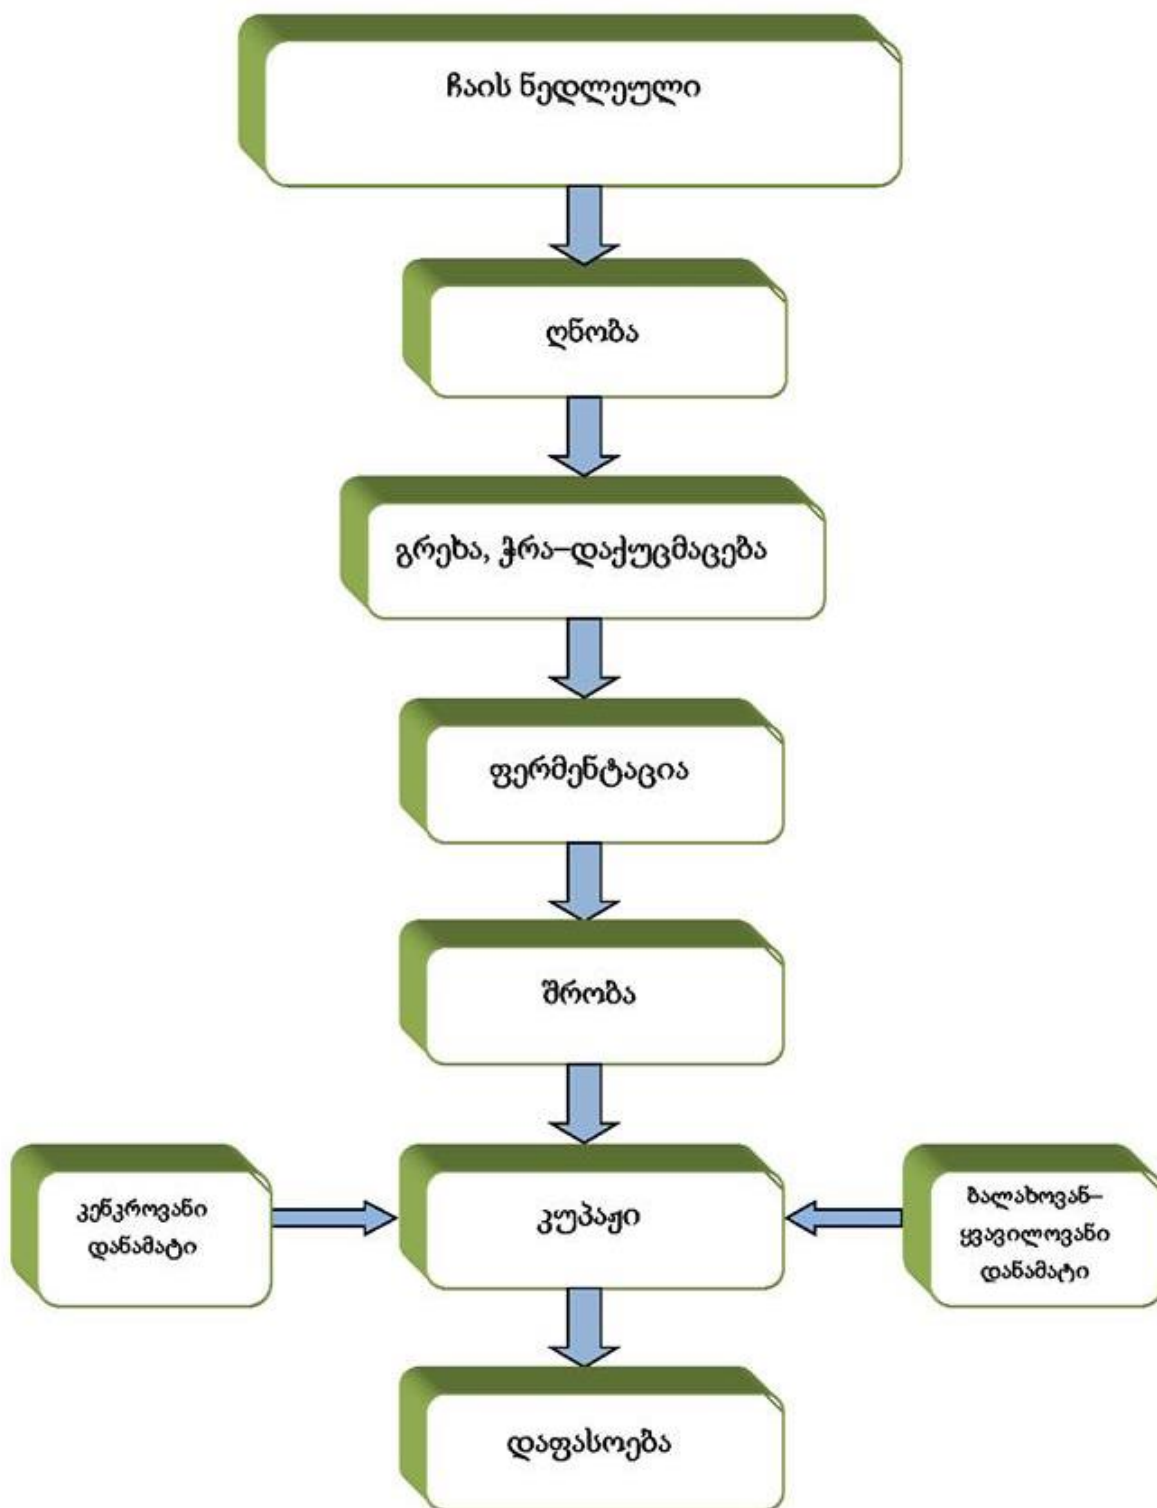 ჩაის ნედლეული
ღნობა
გრეხა, ჭრა–დაქუცმაცება
ფერმენტაცია
შრობა
კენკროვანი
დანამატი
კუპაჟი
ბალახოვან–
ყვავილოვანი
დანამატი
დაფასოება